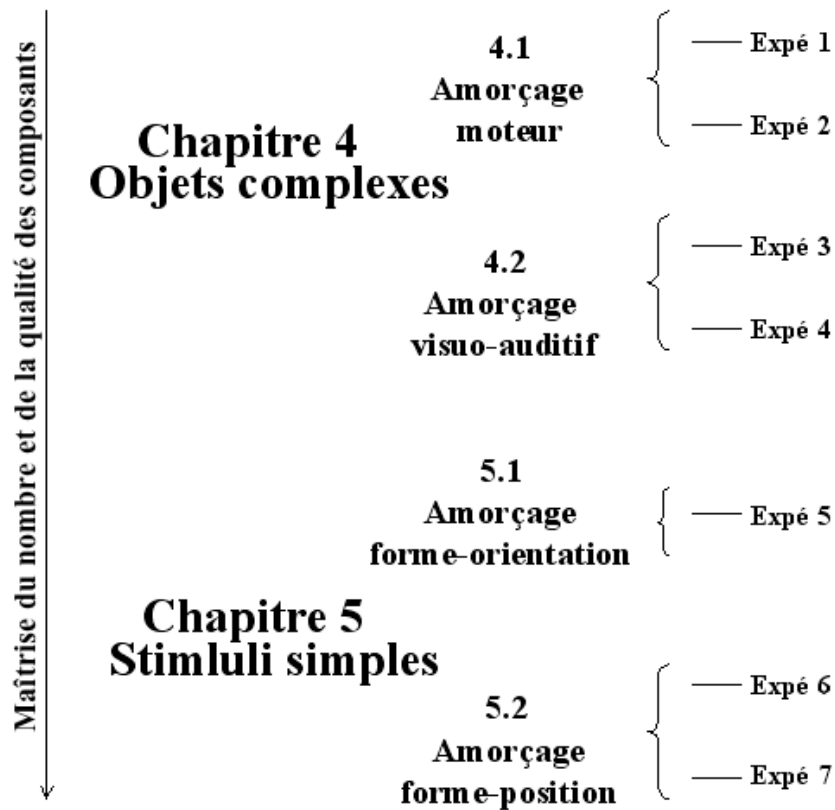 Maîtrise du nombre et de la qualité des composants
Chapitre 4
Objets complexes
4.1
Amorçage
moteur
Expé 1
Expé 2
4.2
Amorçage
visuo-auditif
Expé 3
Expé 4
Chapitre 5
Stimluli simples
5.1
Amorçage
forme-orientation
Expé 5
5.2
Amorçage
forme-position
Expé 6
Expé 7